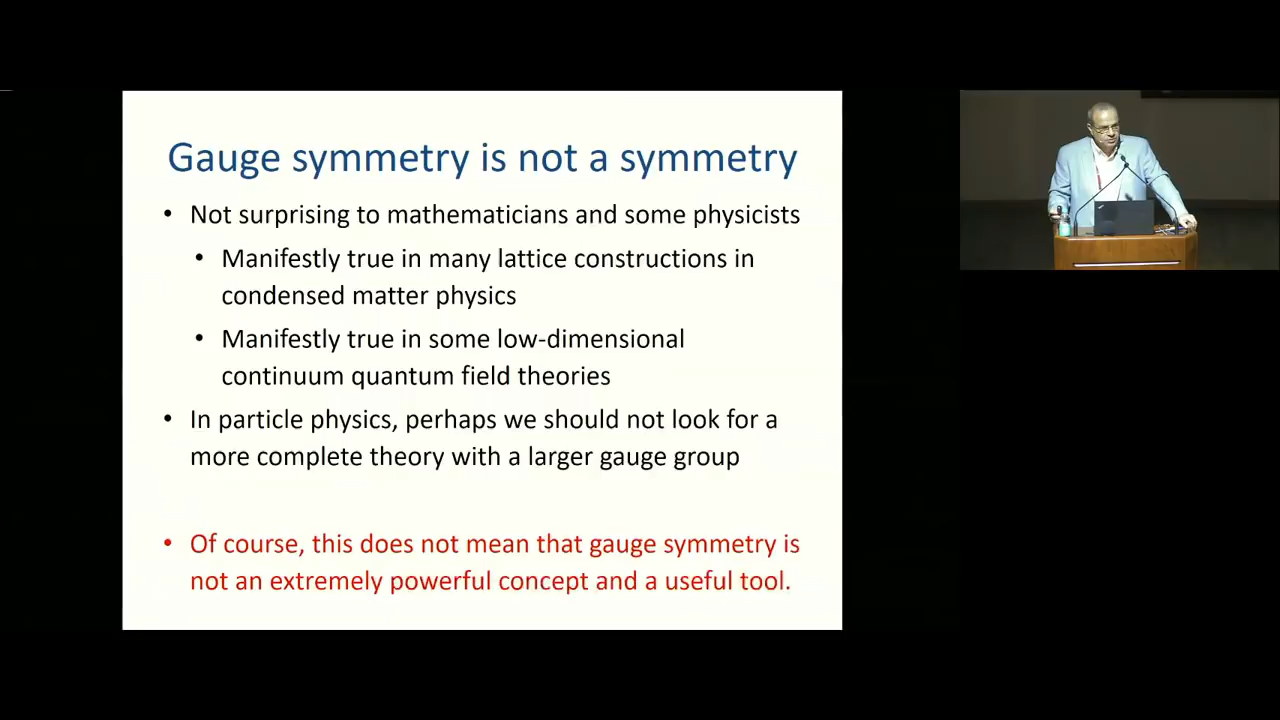 Gauge symmetry is not a symmetry
• Not surprising to mathematicians and some physicists
• Manifestly true in many lattice constructions in
condensed matter physics
• Manifestly true in some low-dimensional
continuum quantum field theories
• In particle physics, perhaps we should not look for a
more complete theory with a larger gauge group
• Of course, this does not mean that gauge symmetry is
not an extremely powerful concept and a useful tool.